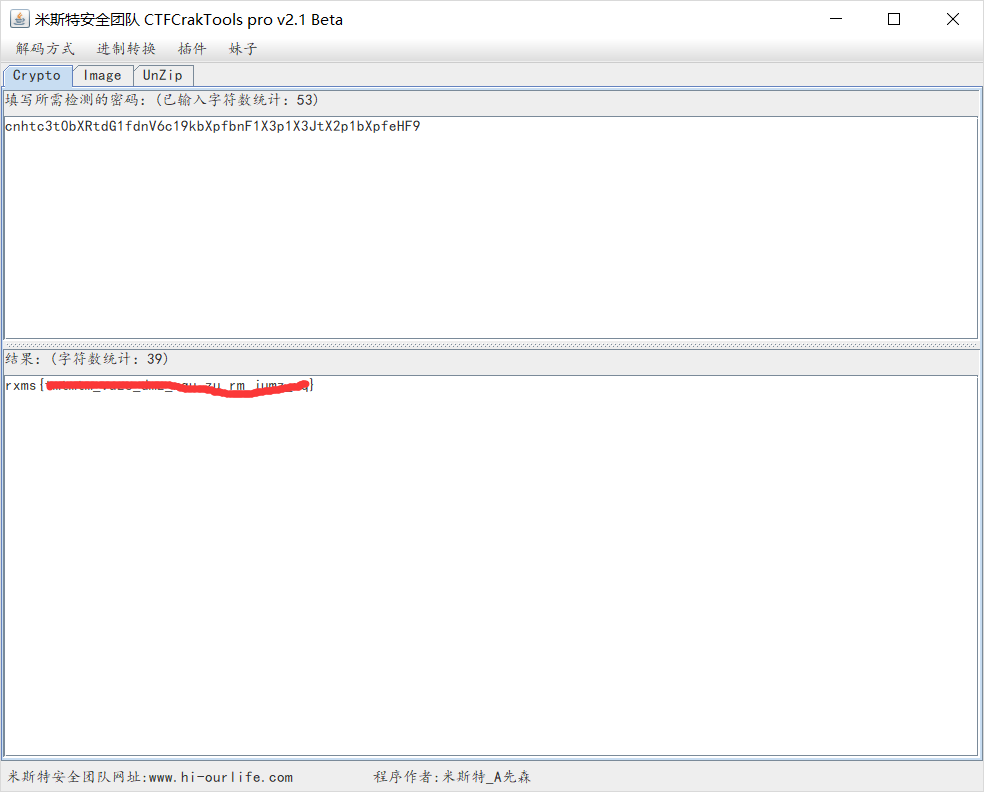 米斯特安全团队 CTFCrakTools pro v2.1 Beta
解码方式 进制转换 插件 妹子
Crypto Image UnZip
填写所需检测的密码:(已输入字符数统计:53)
cnhtc3tObXRtdG1fdnV6c19kbXpfbnF1X3p1X3JtX2p1bXpfeHF9
结果:(字符数统计:39)
rxms{
米斯特安全团队网址:www.hi-ourlife.com 程序作者:米斯特_A先森